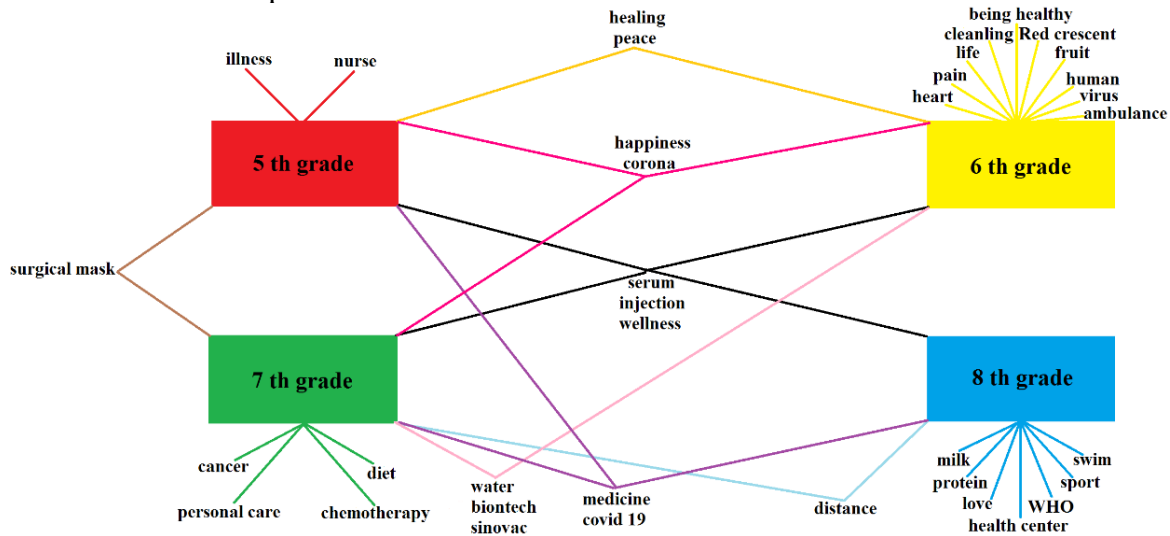 healing
peace
being healthy
cleanling Red crescent
life
fruit
pain
human
heart
virus
ambulance
illness
nurse
5 th grade
happiness
corona
6 th grade
surgical mask
serum
injection
wellness
7 th grade
8 th grade
cancer
diet
personal care
chemotherapy
water
biontech
sinovac
medicine
covid 19
distance
milk
swim
protein
sport
love
WHO
health center